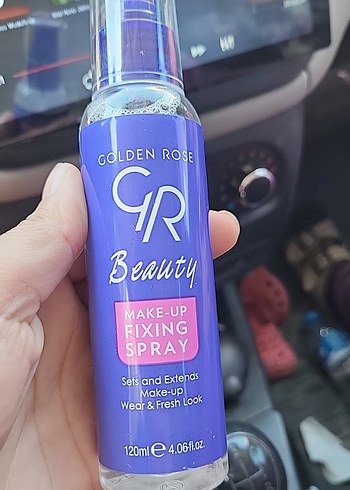 GOLDEN ROSE
GR
Beauty
MAKE-UP
FIXING
SPRAY
Sets and Extends
Make-up
Wear & Fresh Look
120ml ℮ 4.06fl.oz.